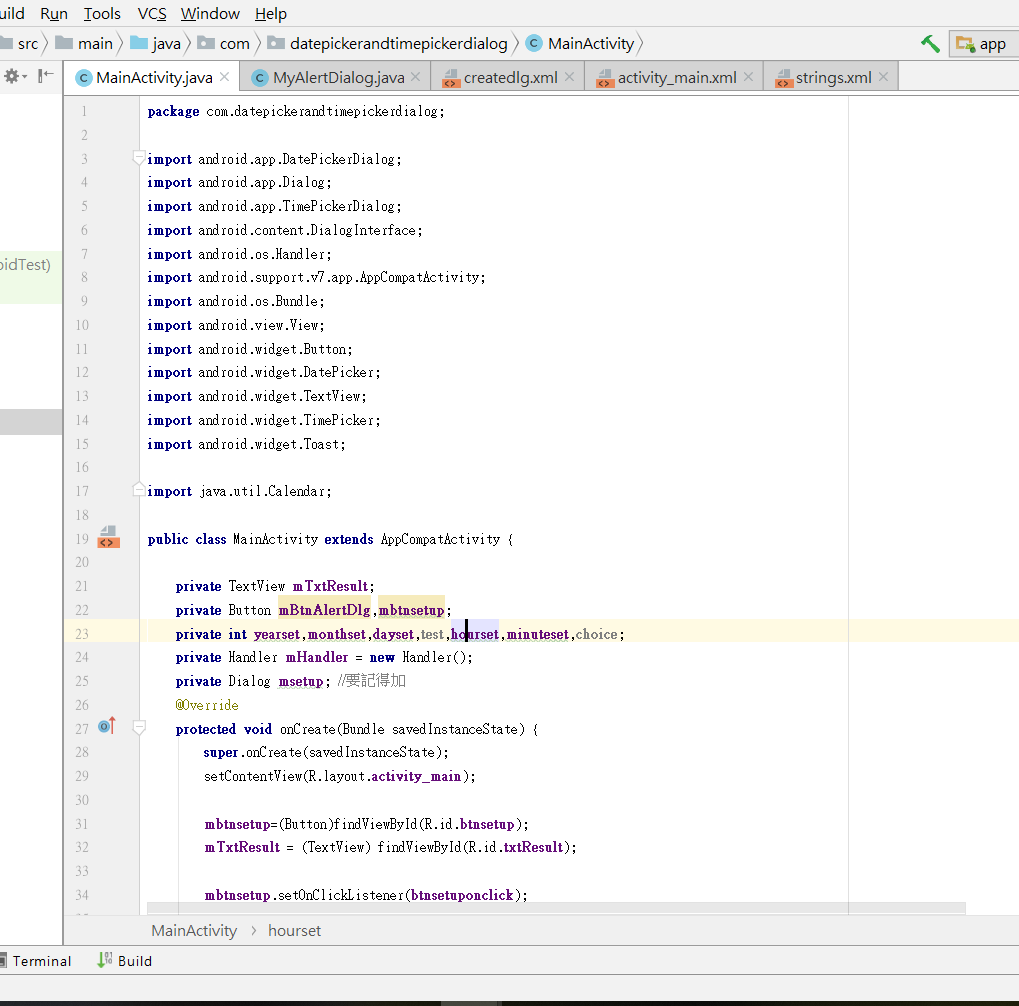 uild Run Tools VCS Window Help
src main java com datepickerandtimepickerdialog MainActivity app
MainActivity.java MyAlertDialog.java createdlg.xml activity_main.xml strings.xml
1 package com.datepickerandtimepickerdialog;
2
3 import android.app.DatePickerDialog;
4 import android.app.Dialog;
5 import android.app.TimePickerDialog;
6 import android.content.DialogInterface;
7 import android.os.Handler;
oidTest)
8 import android.support.v7.app.AppCompatActivity;
9 import android.os.Bundle;
10 import android.view.View;
11 import android.widget.Button;
12 import android.widget.DatePicker;
13 import android.widget.TextView;
14 import android.widget.TimePicker;
15 import android.widget.Toast;
16
17 import java.util.Calendar;
18
19 public class MainActivity extends AppCompatActivity {
20
21 private TextView mTxtResult;
22 private Button mBtnAlertDlg,mbtnsetup;
23 private int yearset,monthset,dayset,test,hourset,minuteset,choice;
24 private Handler mHandler = new Handler();
25 private Dialog msetup; //要記得加
26 @Override
27 protected void onCreate(Bundle savedInstanceState) {
28 super.onCreate(savedInstanceState);
29 setContentView(R.layout.activity_main);
30
31 mbtnsetup=(Button)findViewById(R.id.btnsetup);
32 mTxtResult = (TextView) findViewById(R.id.txtResult);
33
34 mbtnsetup.setOnClickListener(btnsetuponclick);
MainActivity > hourset
Terminal Build